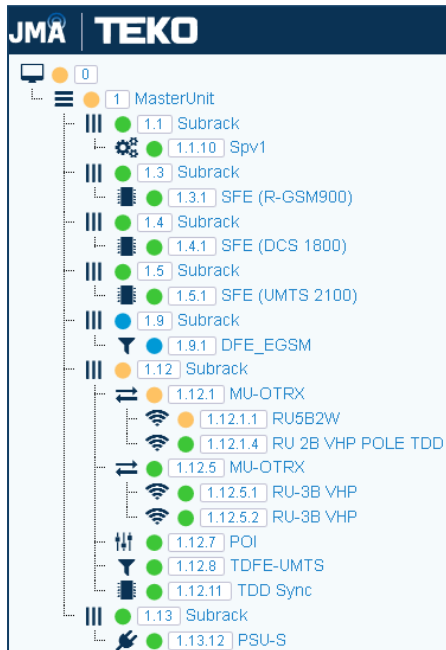 JMA TEKO
0
1 MasterUnit
1.1 Subrack
1.1.10 Spv1
1.3 Subrack
1.3.1 SFE (R-GSM900)
1.4 Subrack
1.4.1 SFE (DCS 1800)
1.5 Subrack
1.5.1 SFE (UMTS 2100)
1.9 Subrack
1.9.1 DFE_EGSM
1.12 Subrack
1.12.1 MU-OTRX
1.12.1.1 RU5B2W
1.12.1.4 RU 2B VHP POLE TDD
1.12.5 MU-OTRX
1.12.5.1 RU-3B VHP
1.12.5.2 RU-3B VHP
1.12.7 POI
1.12.8 TDFE-UMTS
1.12.11 TDD Sync
1.13 Subrack
1.13.12 PSU-S